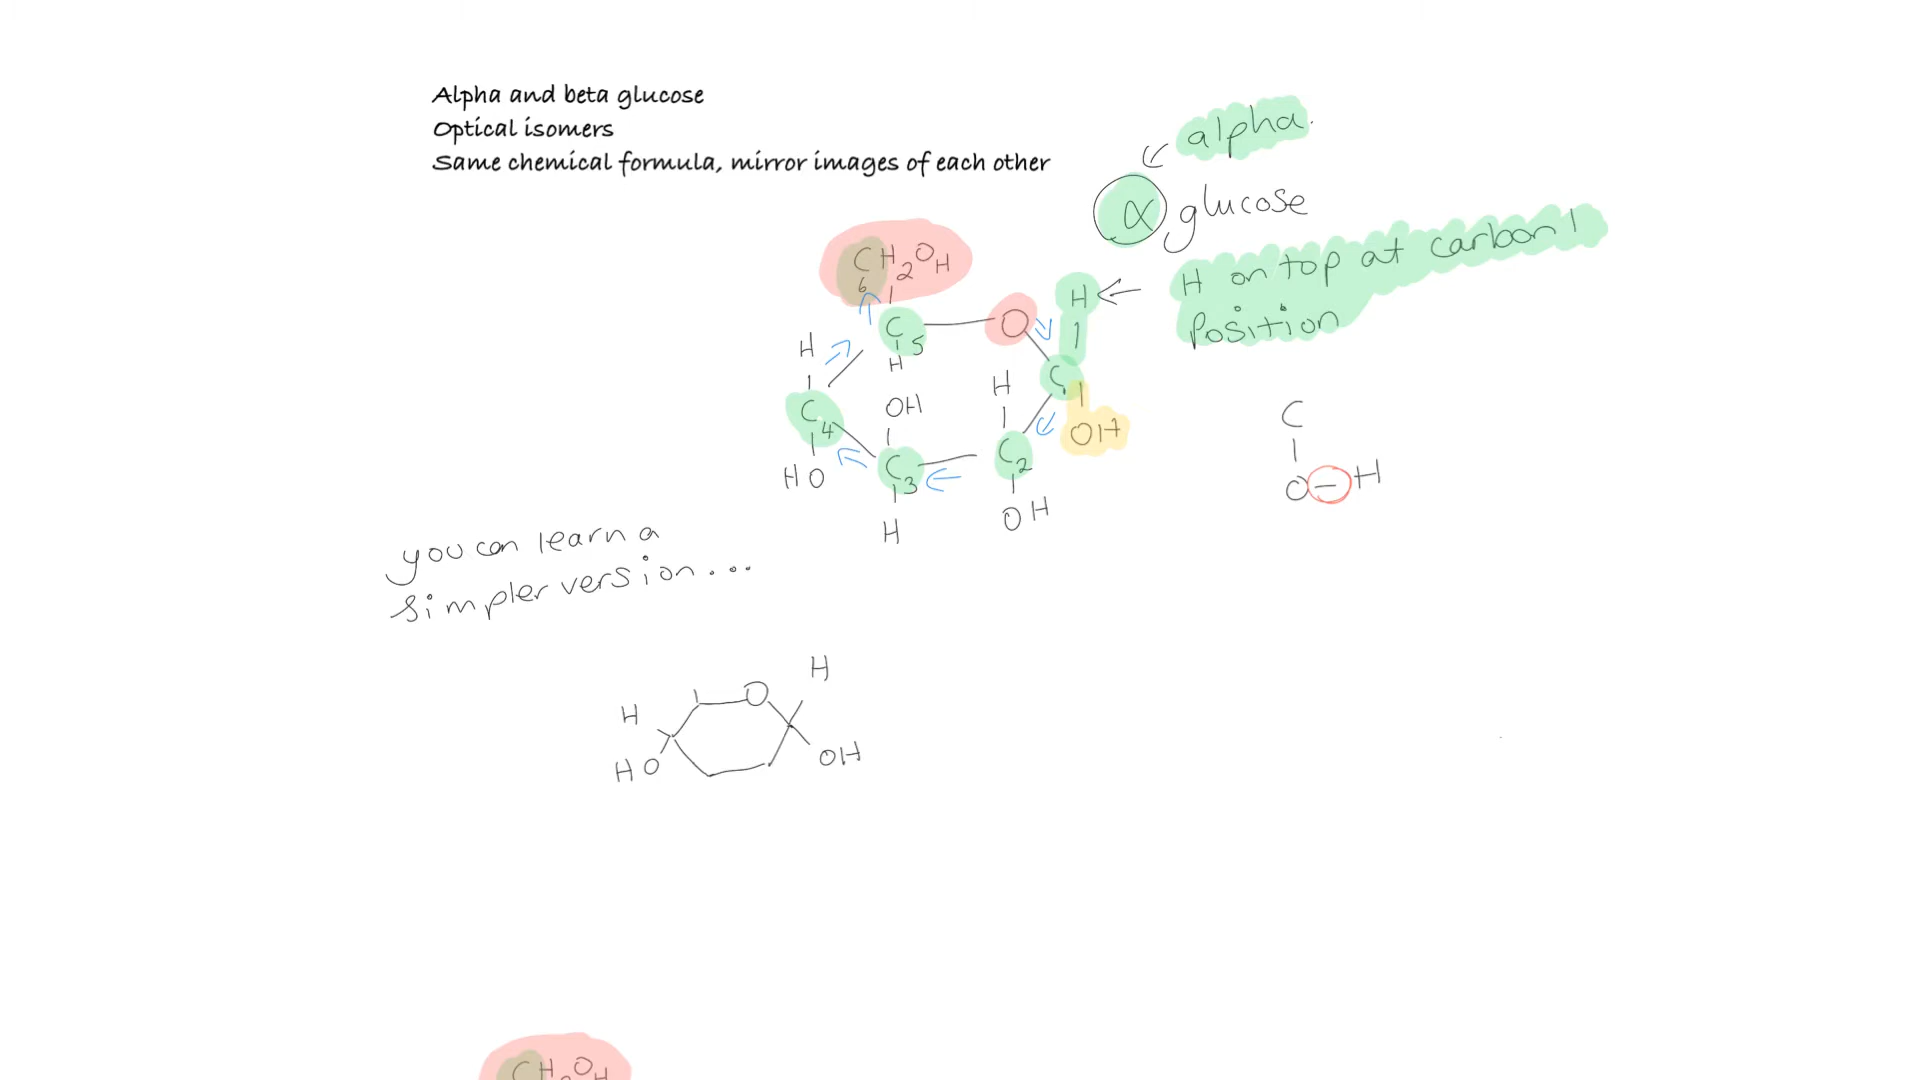 Alpha and beta glucose
Optical isomers
Same chemical formula, mirror images of each other
alpha.
α glucose
H on top at carbon 1
position
CH2OH
6
H
C5
O
H
H
C1
OH
H
C4
HO
OH
C3
H
H
C2
OH
C
O-H
you can learn a
simpler version...
H
O
H
HO
OH
CH2OH